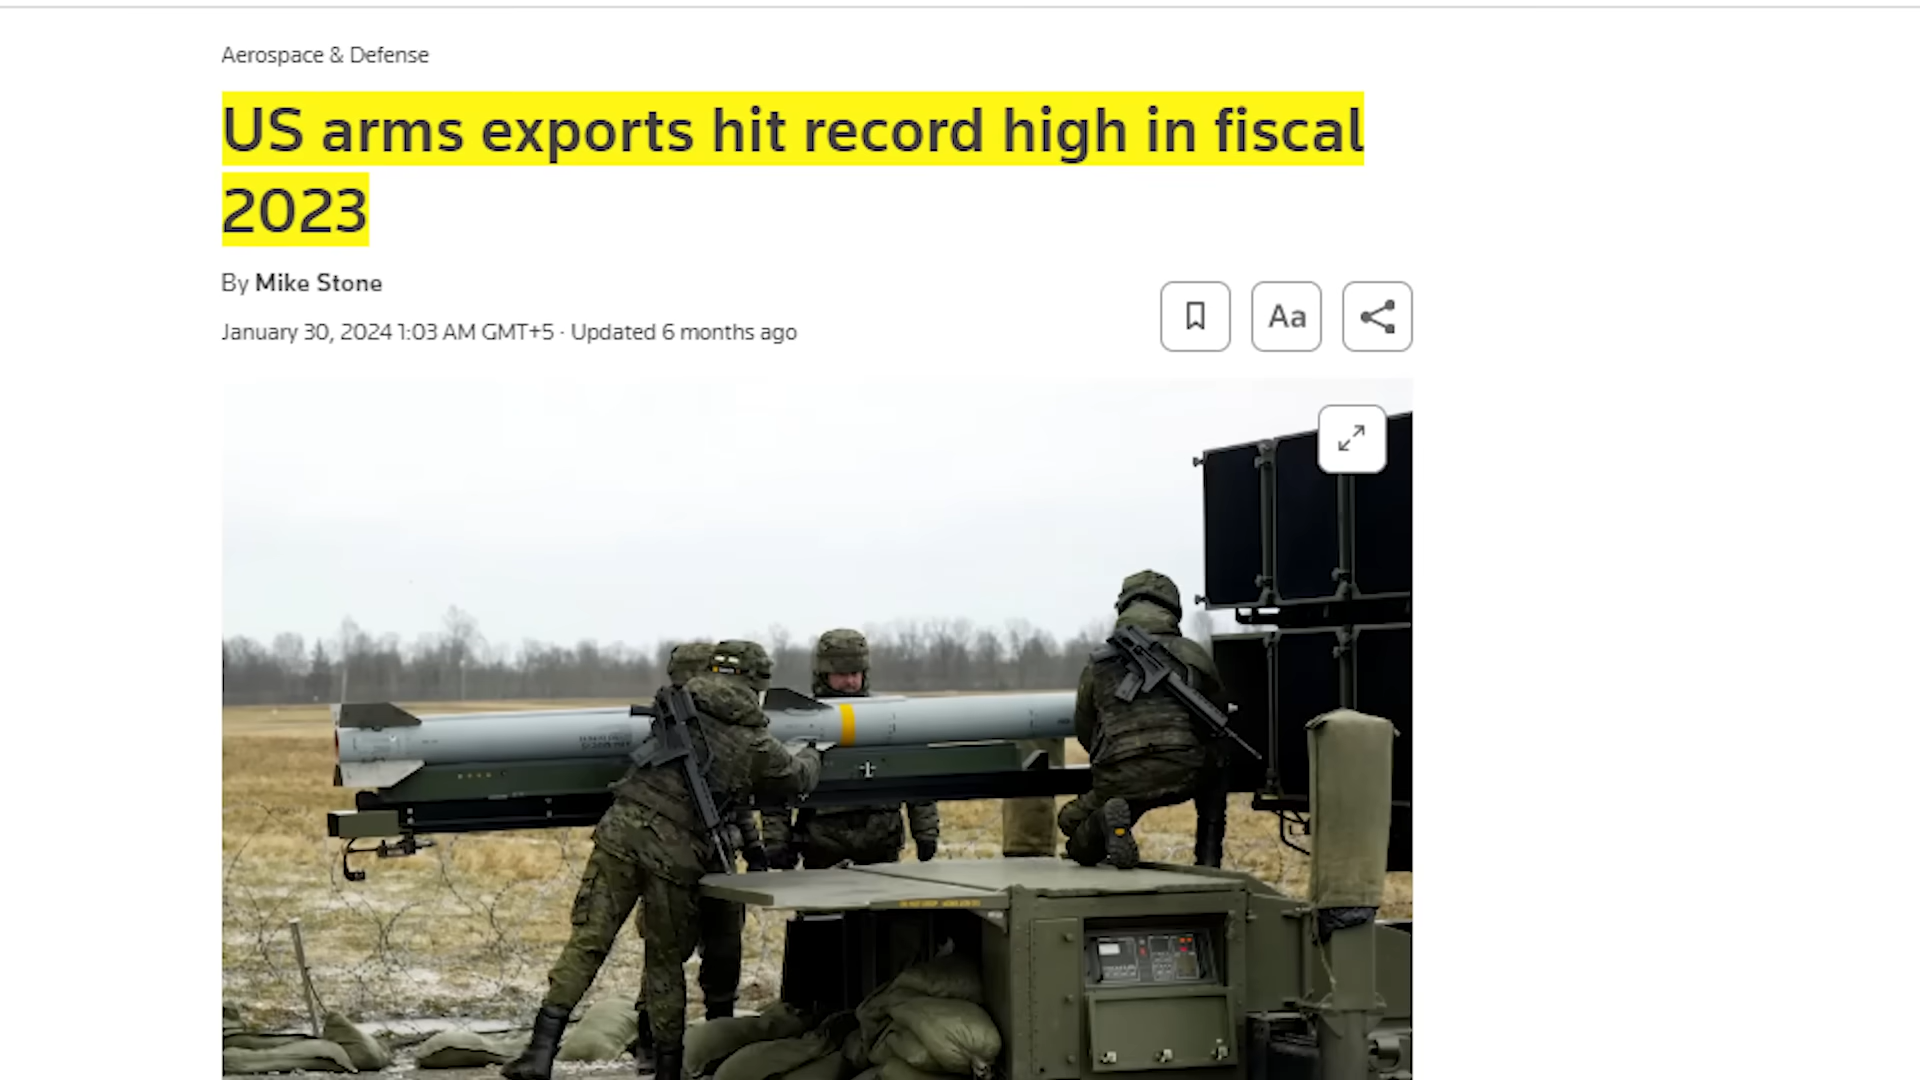 Aerospace & Defense
US arms exports hit record high in fiscal
2023
By Mike Stone
January 30, 2024 1:03 AM GMT+5 · Updated 6 months ago
Aa